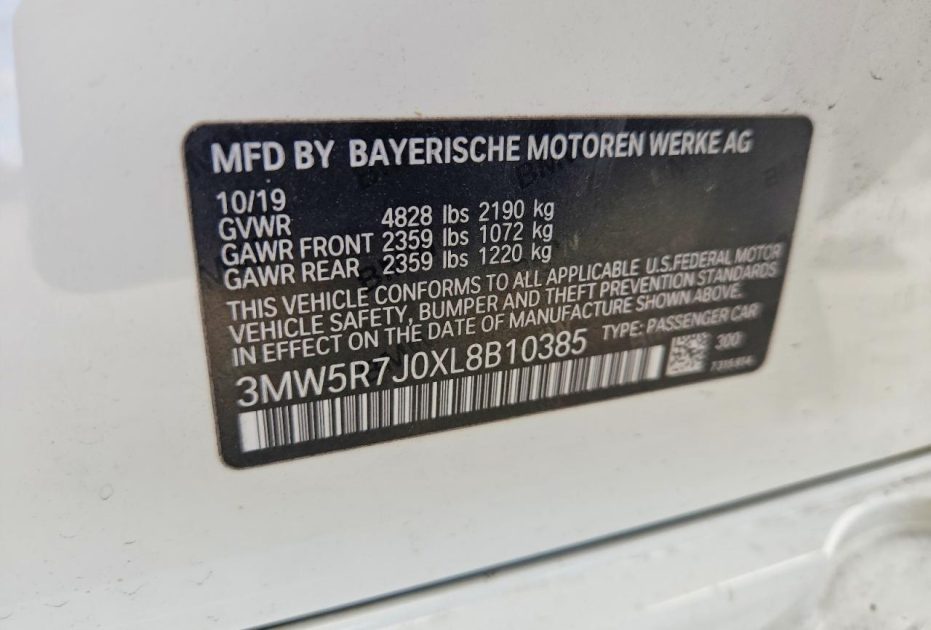 MFD BY BAYERISCHE MOTOREN WERKE AG
10/19
GVWR 4828 lbs 2190 kg
GAWR FRONT 2359 lbs 1072 kg
GAWR REAR 2359 lbs 1220 kg
THIS VEHICLE CONFORMS TO ALL APPLICABLE U.S.FEDERAL MOTOR
VEHICLE SAFETY, BUMPER AND THEFT PREVENTION STANDARDS
IN EFFECT ON THE DATE OF MANUFACTURE SHOWN ABOVE.
3MW5R7J0XL8B10385 TYPE: PASSENGER CAR
300